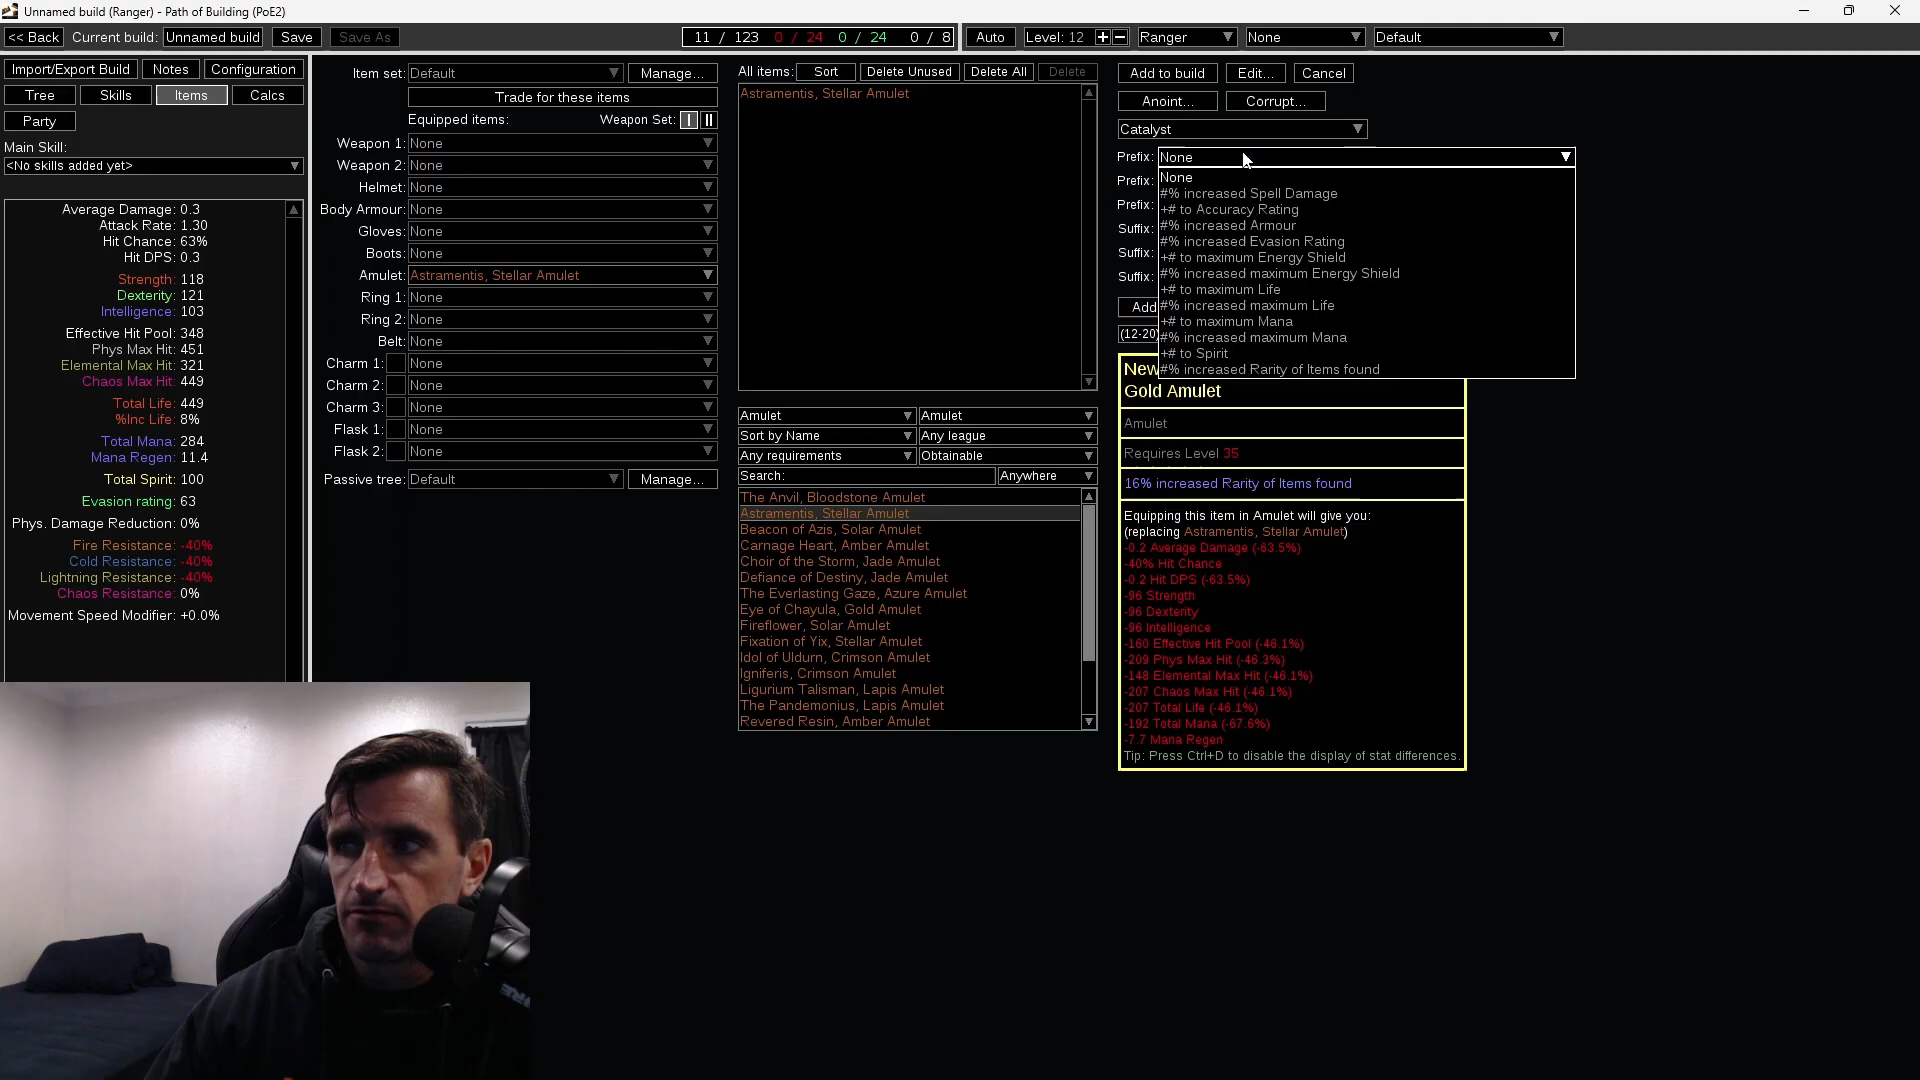 Unnamed build (Ranger) - Path of Building (PoE2)
<< Back Current build: Unnamed build Save Save As 11 / 123 0 / 24 0 / 24 0 / 8 Auto Level: 12 + - Ranger None Default
Import/Export Build Notes Configuration
Tree Skills Items Calcs
Party
Main Skill:
<No skills added yet>
Average Damage: 0.3
Attack Rate: 1.30
Hit Chance: 63%
Hit DPS: 0.3
Strength: 118
Dexterity: 121
Intelligence: 103
Effective Hit Pool: 348
Phys Max Hit: 451
Elemental Max Hit: 321
Chaos Max Hit: 449
Total Life: 449
%Inc Life: 8%
Total Mana: 284
Mana Regen: 11.4
Total Spirit: 100
Evasion rating: 63
Phys. Damage Reduction: 0%
Fire Resistance: -40%
Cold Resistance: -40%
Lightning Resistance: -40%
Chaos Resistance: 0%
Movement Speed Modifier: +0.0%
Item set: Default Manage...
Trade for these items
Equipped items: Weapon Set: I II
Weapon 1: None
Weapon 2: None
Helmet: None
Body Armour: None
Gloves: None
Boots: None
Amulet: Astramentis, Stellar Amulet
Ring 1: None
Ring 2: None
Belt: None
Charm 1: None
Charm 2: None
Charm 3: None
Flask 1: None
Flask 2: None
Passive tree: Default Manage...
All items: Sort Delete Unused Delete All Delete
Astramentis, Stellar Amulet
Amulet Amulet
Sort by Name Any league
Any requirements Obtainable
Search: Anywhere
The Anvil, Bloodstone Amulet
Astramentis, Stellar Amulet
Beacon of Azis, Solar Amulet
Carnage Heart, Amber Amulet
Choir of the Storm, Jade Amulet
Defiance of Destiny, Jade Amulet
The Everlasting Gaze, Azure Amulet
Eye of Chayula, Gold Amulet
Fireflower, Solar Amulet
Fixation of Yix, Stellar Amulet
Idol of Uldurn, Crimson Amulet
Igniferis, Crimson Amulet
Ligurium Talisman, Lapis Amulet
The Pandemonius, Lapis Amulet
Revered Resin, Amber Amulet
Add to build Edit... Cancel
Anoint... Corrupt...
Catalyst
Prefix: None
None
Prefix:
#% increased Spell Damage
Prefix:
+# to Accuracy Rating
#% increased Armour
Suffix:
#% increased Evasion Rating
Suffix:
+# to maximum Energy Shield
#% increased maximum Energy Shield
Suffix:
+# to maximum Life
#% increased maximum Life
Add
+# to maximum Mana
#% increased maximum Mana
(12-20)
+# to Spirit
#% increased Rarity of Items found
New
Gold Amulet
Amulet
Requires Level 35
16% increased Rarity of Items found
Equipping this item in Amulet will give you:
(replacing Astramentis, Stellar Amulet)
-0.2 Average Damage (-63.5%)
-40% Hit Chance
-0.2 Hit DPS (-63.5%)
-96 Strength
-96 Dexterity
-96 Intelligence
-160 Effective Hit Pool (-46.1%)
-209 Phys Max Hit (-46.3%)
-148 Elemental Max Hit (-46.1%)
-207 Chaos Max Hit (-46.1%)
-207 Total Life (-46.1%)
-192 Total Mana (-67.6%)
-7.7 Mana Regen
Tip: Press Ctrl+D to disable the display of stat differences.